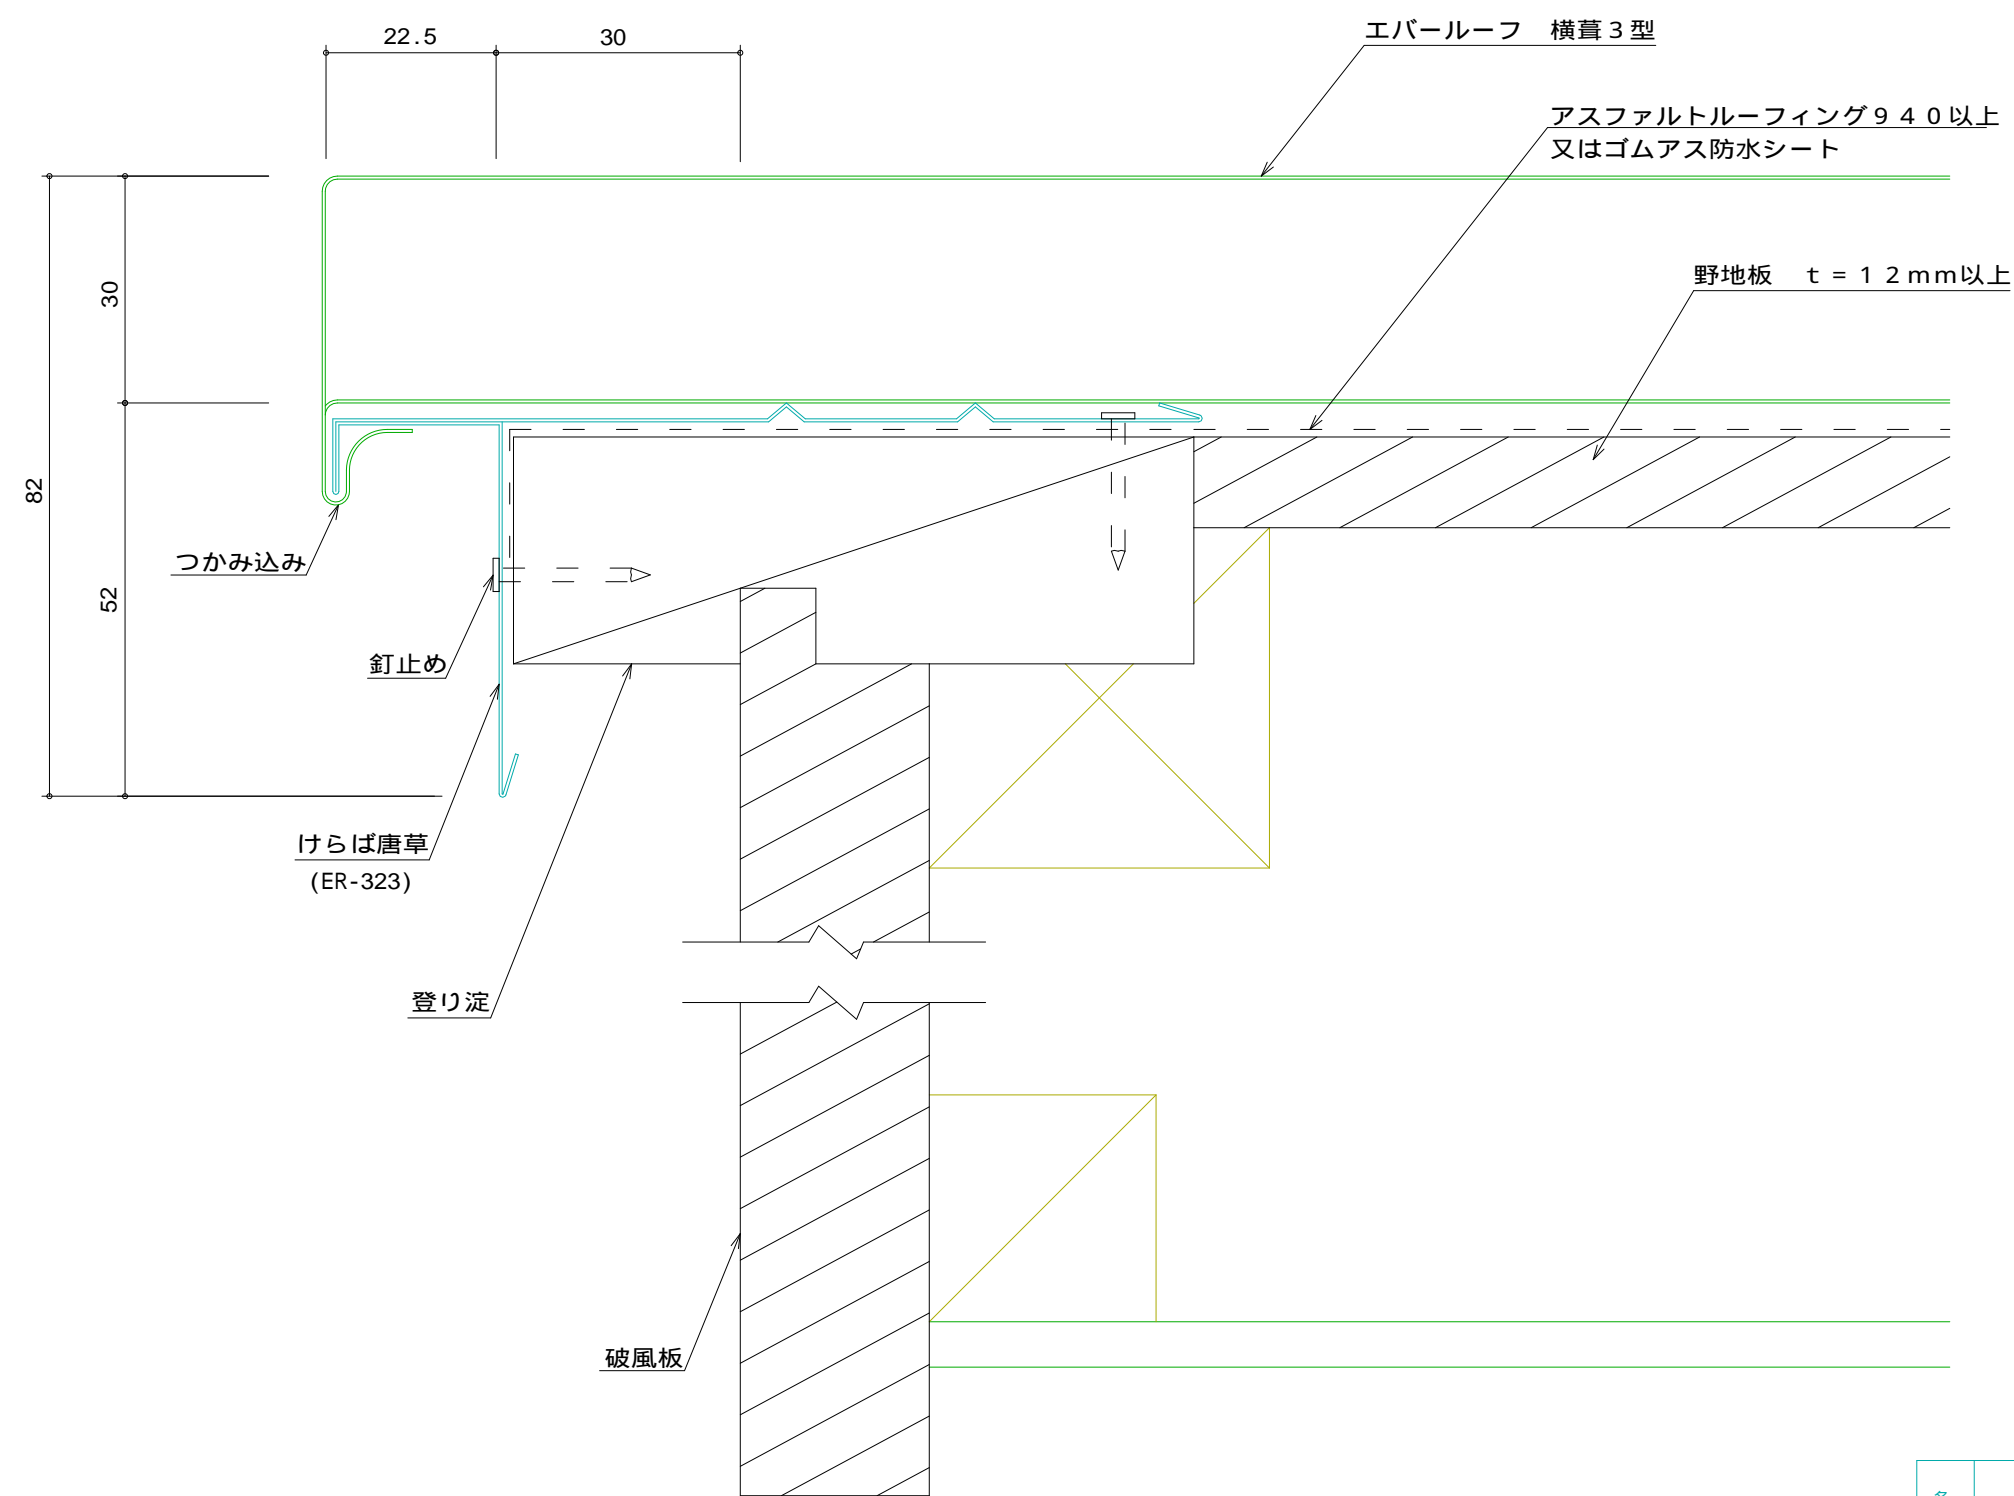 22.5
30
エバールーフ　横葺３型
アスファルトルーフィング９４０以上
又はゴムアス防水シート
野地板　ｔ＝１２ｍｍ以上
30
82
52
つかみ込み
釘止め
けらば唐草
(ER-323)
登り淀
破風板